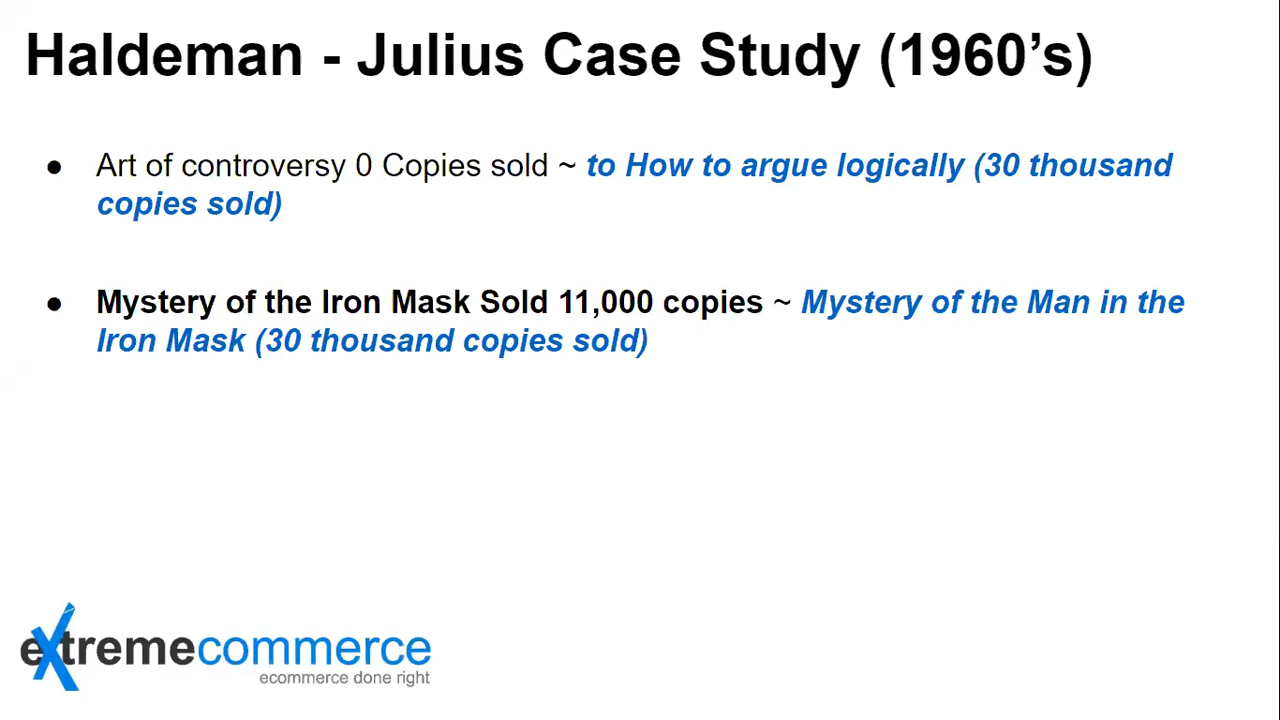 Haldeman - Julius Case Study (1960’s)
● Art of controversy 0 Copies sold ~ to How to argue logically (30 thousand
copies sold)
● Mystery of the Iron Mask Sold 11,000 copies ~ Mystery of the Man in the
Iron Mask (30 thousand copies sold)
extremecommerce
ecommerce done right